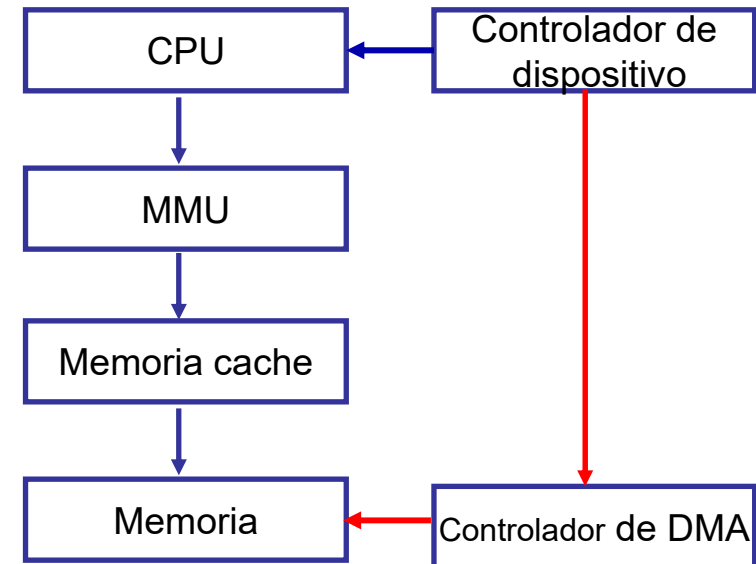 CPU
Controlador de
dispositivo
MMU
Memoria cache
Memoria
Controlador de DMA